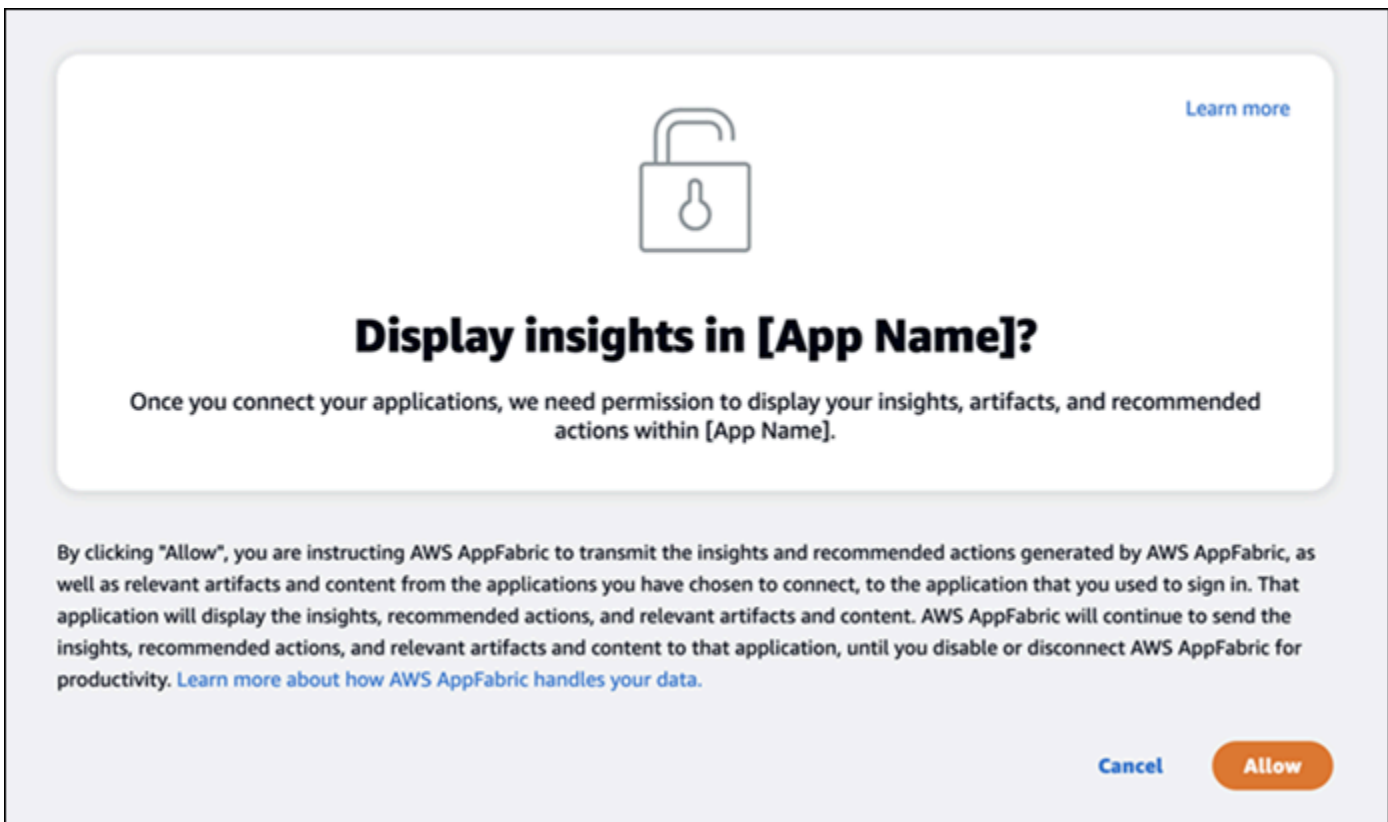 Learn more
Display insights in [App Name]?
Once you connect your applications, we need permission to display your insights, artifacts, and recommended
actions within [App Name].
By clicking "Allow", you are instructing AWS AppFabric to transmit the insights and recommended actions generated by AWS AppFabric, as
well as relevant artifacts and content from the applications you have chosen to connect, to the application that you used to sign in. That
application will display the insights, recommended actions, and relevant artifacts and content. AWS AppFabric will continue to send the
insights, recommended actions, and relevant artifacts and content to that application, until you disable or disconnect AWS AppFabric for
productivity. Learn more about how AWS AppFabric handles your data.
Cancel Allow